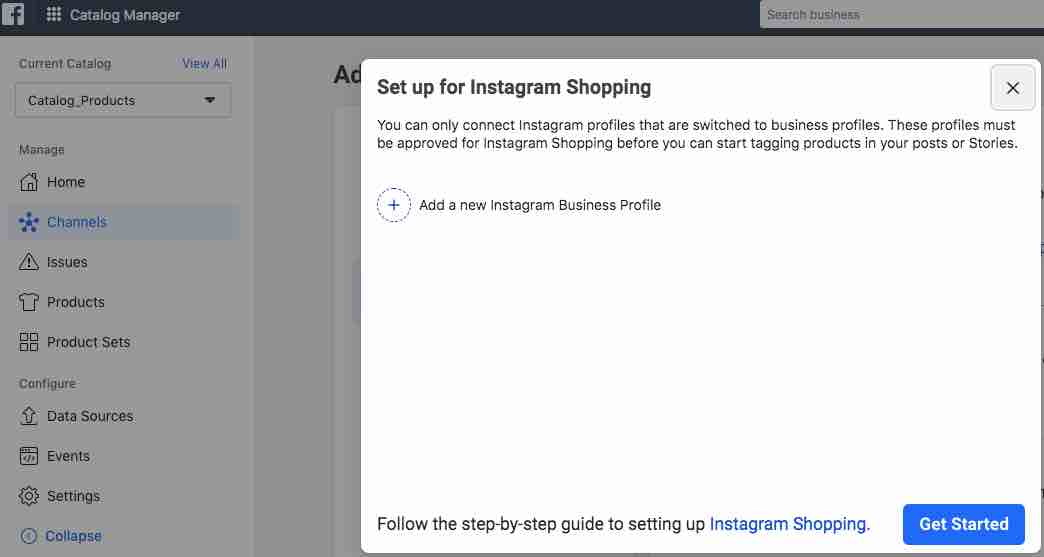 Catalog Manager
Search business
Current Catalog
View All
Catalog_Products
Manage
Home
Channels
Issues
Products
Product Sets
Configure
Data Sources
Events
Settings
Collapse
Ad
Set up for Instagram Shopping
You can only connect Instagram profiles that are switched to business profiles. These profiles must
be approved for Instagram Shopping before you can start tagging products in your posts or Stories.
Add a new Instagram Business Profile
Follow the step-by-step guide to setting up Instagram Shopping.
Get Started